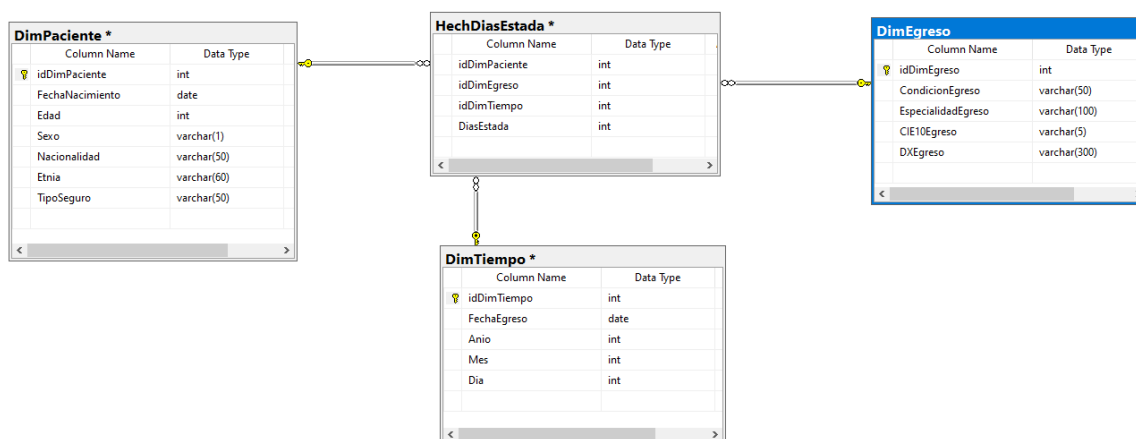 DimPaciente *
Column Name Data Type
idDimPaciente int
FechaNacimiento date
Edad int
Sexo varchar(1)
Nacionalidad varchar(50)
Etnia varchar(60)
TipoSeguro varchar(50)
HechDiasEstada *
Column Name Data Type
idDimPaciente int
idDimEgreso int
idDimTiempo int
DiasEstada int
DimEgreso
Column Name Data Type
idDimEgreso int
CondicionEgreso varchar(50)
EspecialidadEgreso varchar(100)
CIE10Egreso varchar(5)
DXEgreso varchar(300)
DimTiempo *
Column Name Data Type
idDimTiempo int
FechaEgreso date
Anio int
Mes int
Dia int